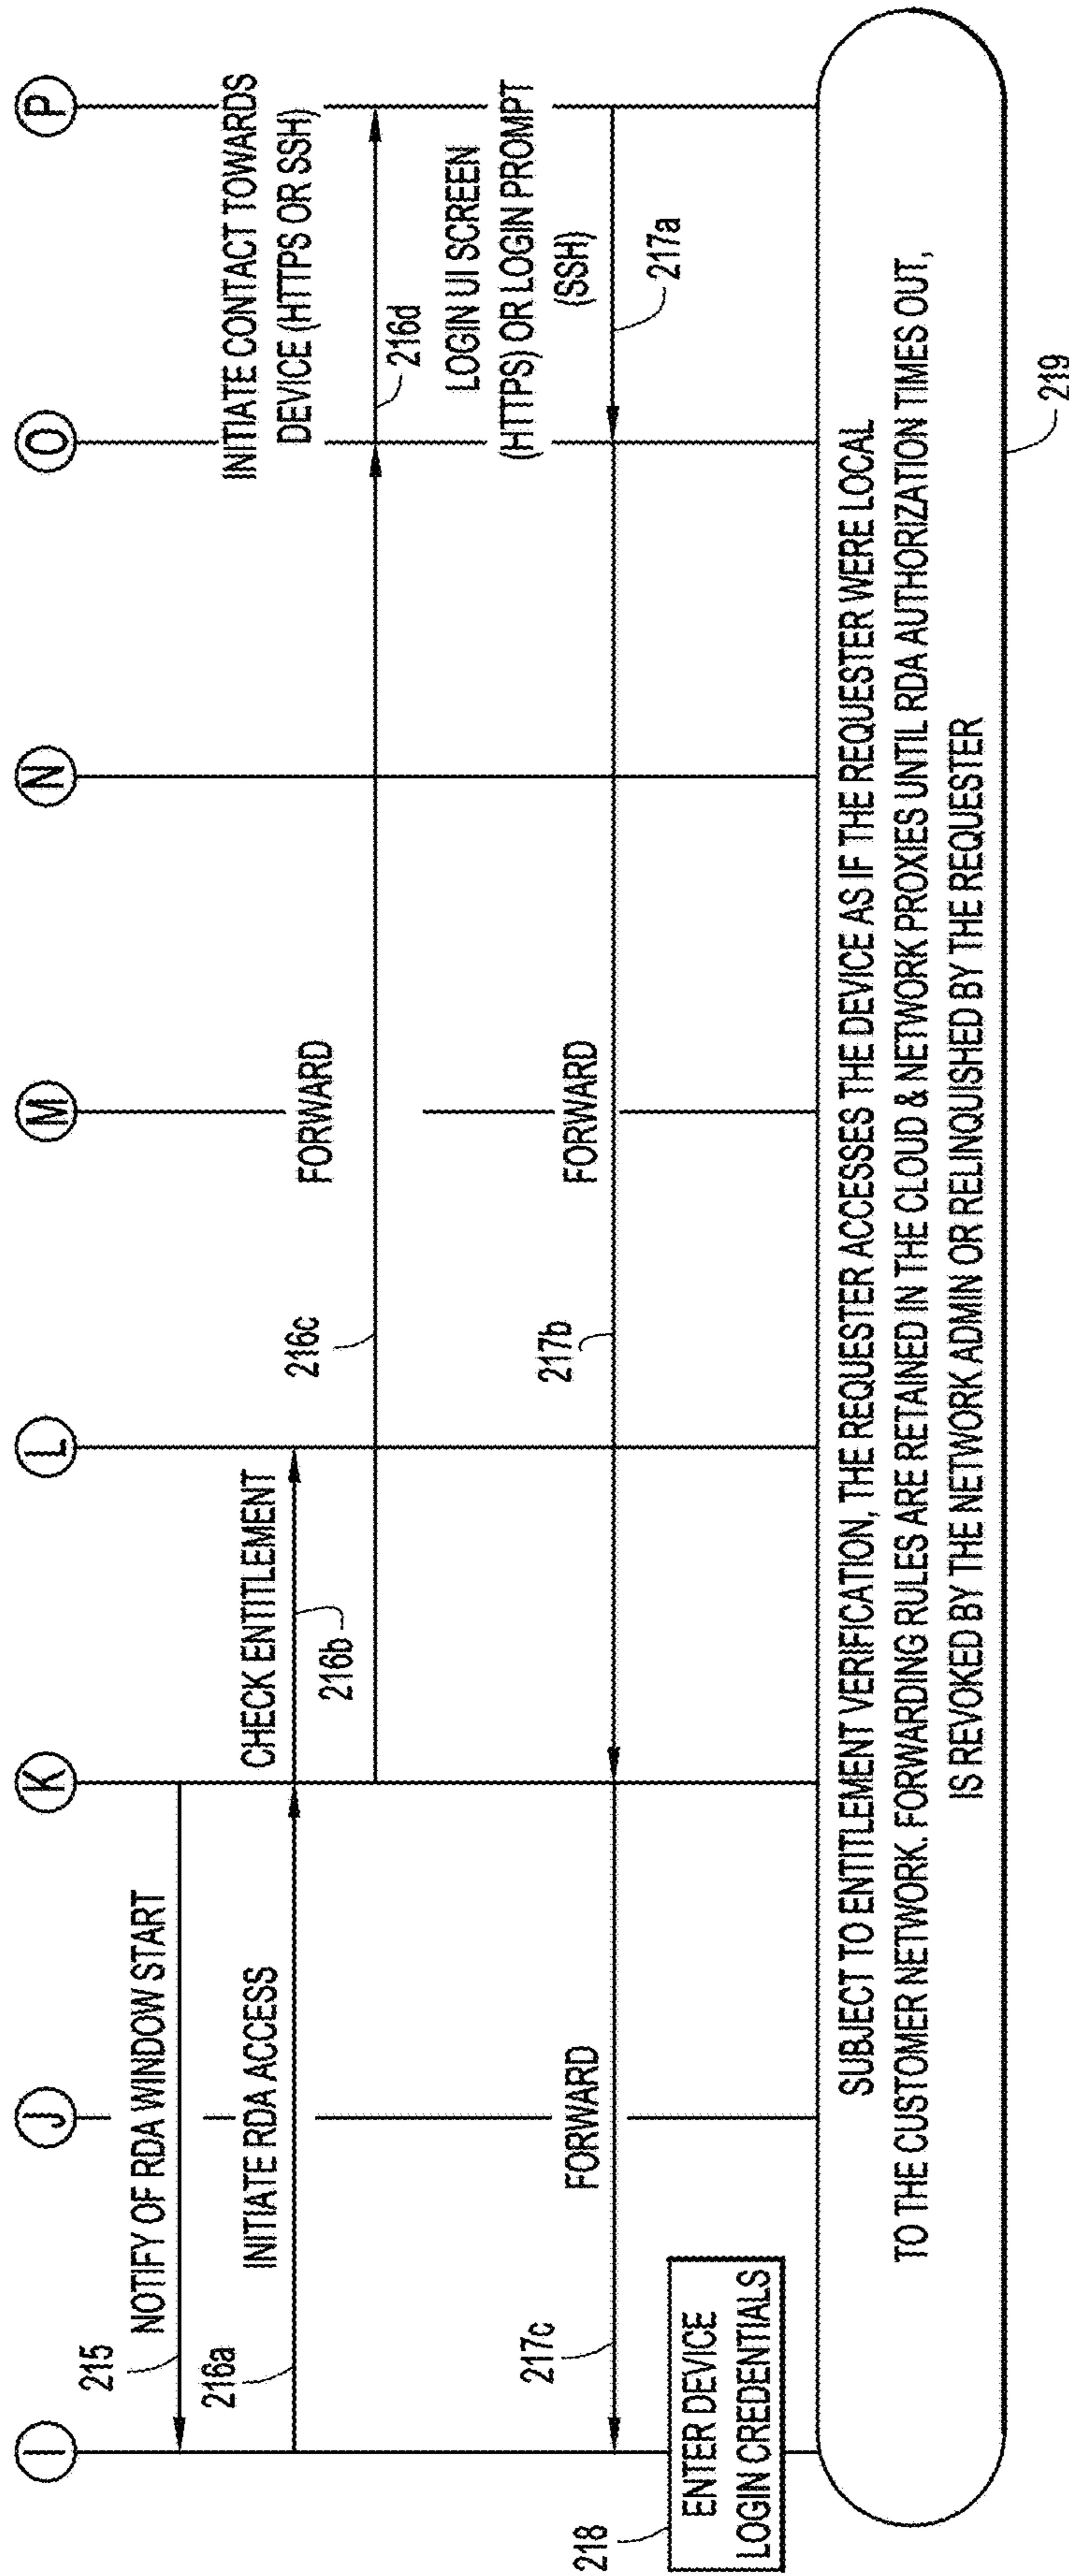 I
J
K
L
M
N
O
P
215
NOTIFY OF RDA WINDOW START
216a
INITIATE RDA ACCESS
CHECK ENTITLEMENT
216b
216c
FORWARD
INITIATE CONTACT TOWARDS
DEVICE (HTTPS OR SSH)
216d
LOGIN UI SCREEN
(HTTPS) OR LOGIN PROMPT
(SSH)
217a
FORWARD
217b
FORWARD
217c
218
ENTER DEVICE
LOGIN CREDENTIALS
SUBJECT TO ENTITLEMENT VERIFICATION, THE REQUESTER ACCESSES THE DEVICE AS IF THE REQUESTER WERE LOCAL
TO THE CUSTOMER NETWORK. FORWARDING RULES ARE RETAINED IN THE CLOUD & NETWORK PROXIES UNTIL RDA AUTHORIZATION TIMES OUT,
IS REVOKED BY THE NETWORK ADMIN OR RELINQUISHED BY THE REQUESTER
219